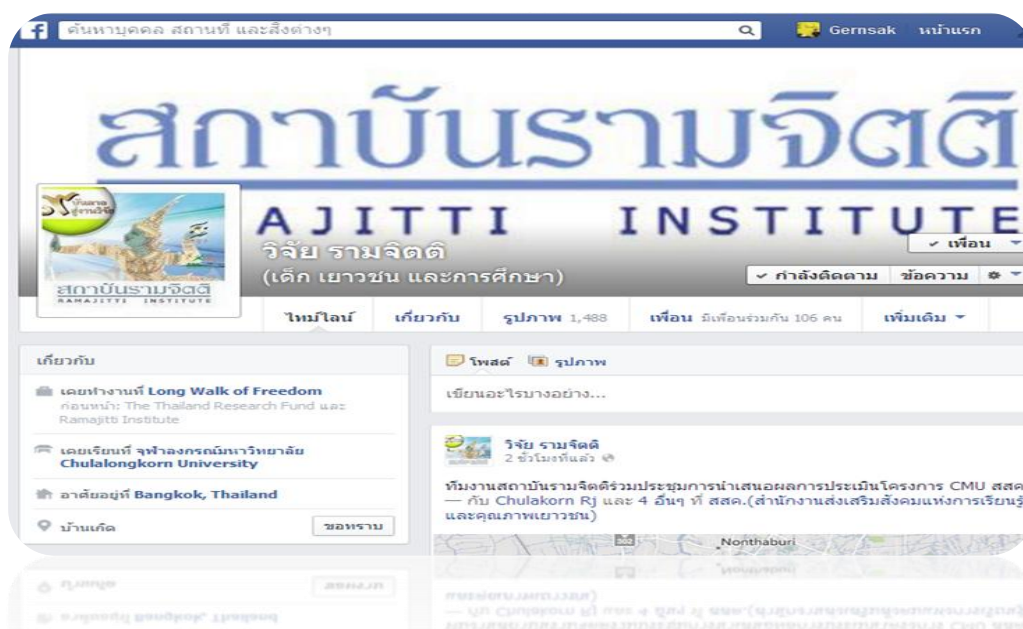 ค้นหาบุคคล สถานที่ และสิ่งต่างๆ
Gernsak หน้าแรก
สถาบันรามจิตติ
AJITTI INSTITUTE
วิจัย รามจิตติ
(เด็ก เยาวชน และการศึกษา)
✓ เพื่อน
✓ กำลังติดตาม ข้อความ
สถาบันรามจิตติ
RAMAJITTI INSTITUTE
ไทม์ไลน์ เกี่ยวกับ รูปภาพ 1,488 เพื่อน มีเพื่อนร่วมกัน 106 คน เพิ่มเติม
เกี่ยวกับ
เคยทำงานที่ Long Walk of Freedom
ก่อนหน้า: The Thailand Research Fund และ
Ramajitti Institute
เคยเรียนที่ จุฬาลงกรณ์มหาวิทยาลัย
Chulalongkorn University
อาศัยอยู่ที่ Bangkok, Thailand
บ้านเกิด ขอทราบ
โพสต์ รูปภาพ
เขียนอะไรบางอย่าง...
วิจัย รามจิตติ
2 ชั่วโมงที่แล้ว
ทีมงานสถาบันรามจิตติร่วมประชุมการนำเสนอผลการประเมินโครงการ CMU สสค
— กับ Chulakorn Rj และ 4 อื่นๆ ที่ สสค.(สำนักงานส่งเสริมสังคมแห่งการเรียนรู้
และคุณภาพเยาวชน)
302
Nonthaburi